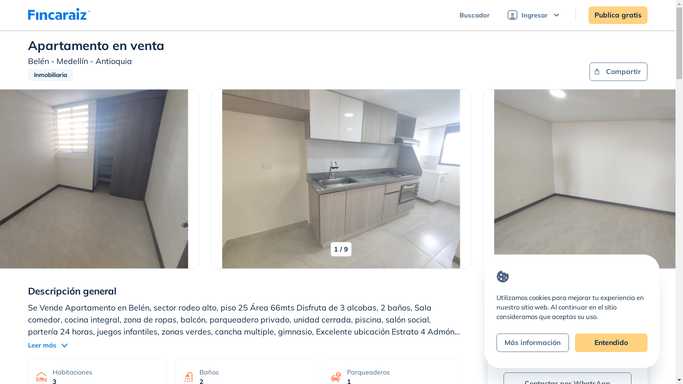 Fincaraiz
Buscador
Ingresar
Publica gratis
Apartamento en venta
Belén - Medellín - Antioquia
Inmobiliaria
Compartir
1 / 9
Descripción general
Se Vende Apartamento en Belén, sector rodeo alto, piso 25 Área 66mts Disfruta de 3 alcobas, 2 baños, Sala
comedor, cocina integral, zona de ropas, balcón, parqueadero privado, unidad cerrada, piscina, salón social,
portería 24 horas, juegos infantiles, zonas verdes, cancha multiple, gimnasio, Excelente ubicación Estrato 4 Admón...
Leer más
Habitaciones
3
Baños
2
Parqueaderos
1
Utilizamos cookies para mejorar tu experiencia en
nuestro sitio web. Al continuar en el sitio
consideramos que aceptas su uso.
Más información
Entendido
Contactar por WhatsApp